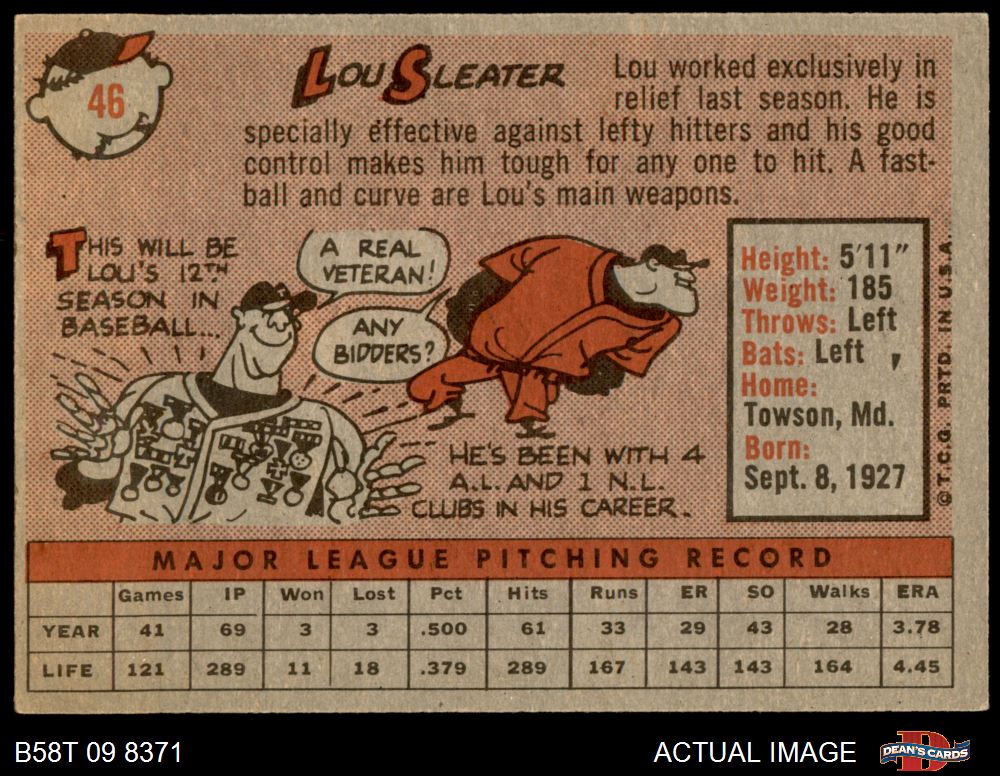 46
LOU SLEATER
Lou worked exclusively in
relief last season. He is
specially effective against lefty hitters and his good
control makes him tough for any one to hit. A fast-
ball and curve are Lou's main weapons.
THIS WILL BE
LOU'S 12TH
SEASON IN
BASEBALL...
A REAL
VETERAN!
ANY
BIDDERS?
HE'S BEEN WITH 4
A.L. AND 1 N.L.
CLUBS IN HIS CAREER.
Height: 5'11"
Weight: 185
Throws: Left
Bats: Left
Home:
Towson, Md.
Born:
Sept. 8, 1927
© T.C.G. PRTD. IN U.S.A.
MAJOR LEAGUE PITCHING RECORD
Games IP Won Lost Pct Hits Runs ER SO Walks ERA
YEAR 41 69 3 3 .500 61 33 29 43 28 3.78
LIFE 121 289 11 18 .379 289 167 143 143 164 4.45
B58T 09 8371
ACTUAL IMAGE
D
DEAN'S CARDS